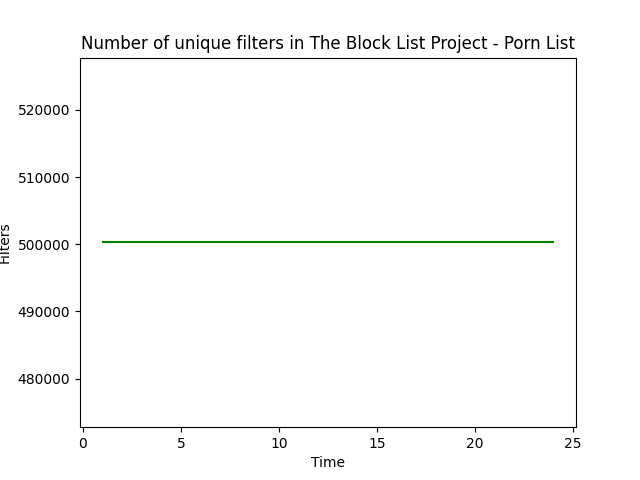 Number of unique filters in The Block List Project - Porn List
520000
510000
500000
490000
480000
Filters
0 5 10 15 20 25
Time